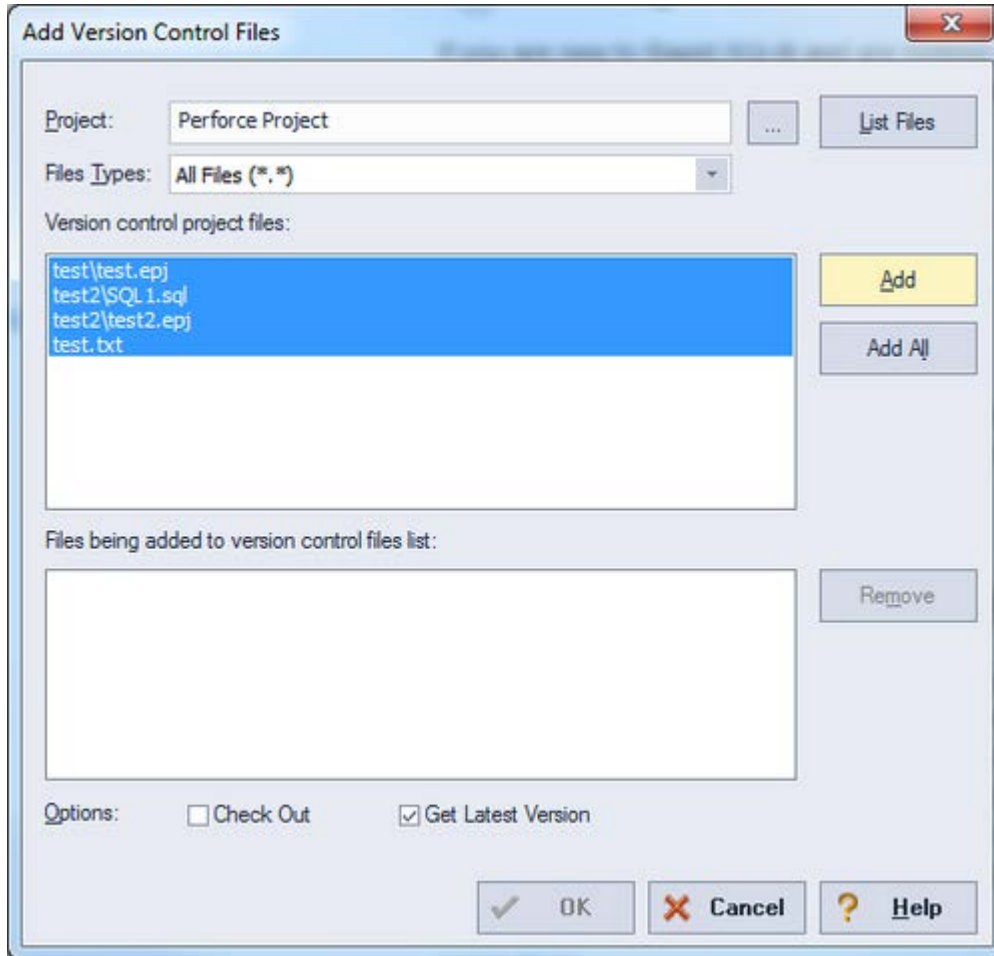 Add Version Control Files
Project: Perforce Project ... List Files
Files Types: All Files (*.*)
Version control project files:
test\test.epj
test2\SQL1.sql
test2\test2.epj
test.txt
Add
Add All
Files being added to version control files list:
Remove
Options: Check Out Get Latest Version
OK Cancel Help